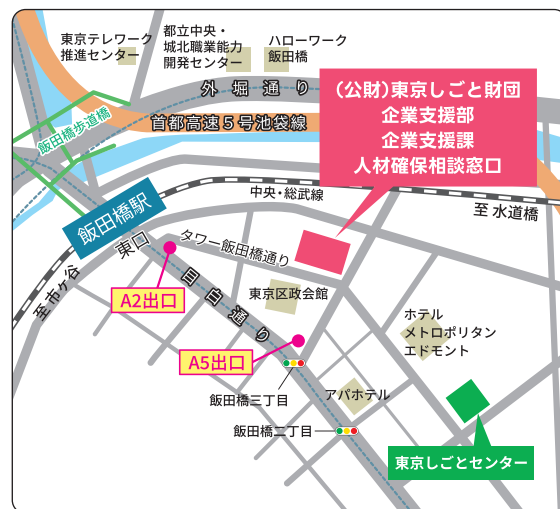 東京テレワーク
推進センター
都立中央・
城北職業能力
開発センター
ハローワーク
飯田橋
外堀通り
(公財)東京しごと財団
企業支援部
企業支援課
人材確保相談窓口
首都高速5号池袋線
飯田橋歩道橋
中央・総武線
至 水道橋
飯田橋駅
東口
タワー飯田橋通り
至 市ヶ谷
A2出口
目白通り
東京区政会館
ホテル
メトロポリタン
エドモント
A5出口
飯田橋三丁目
アパホテル
飯田橋二丁目
東京しごとセンター